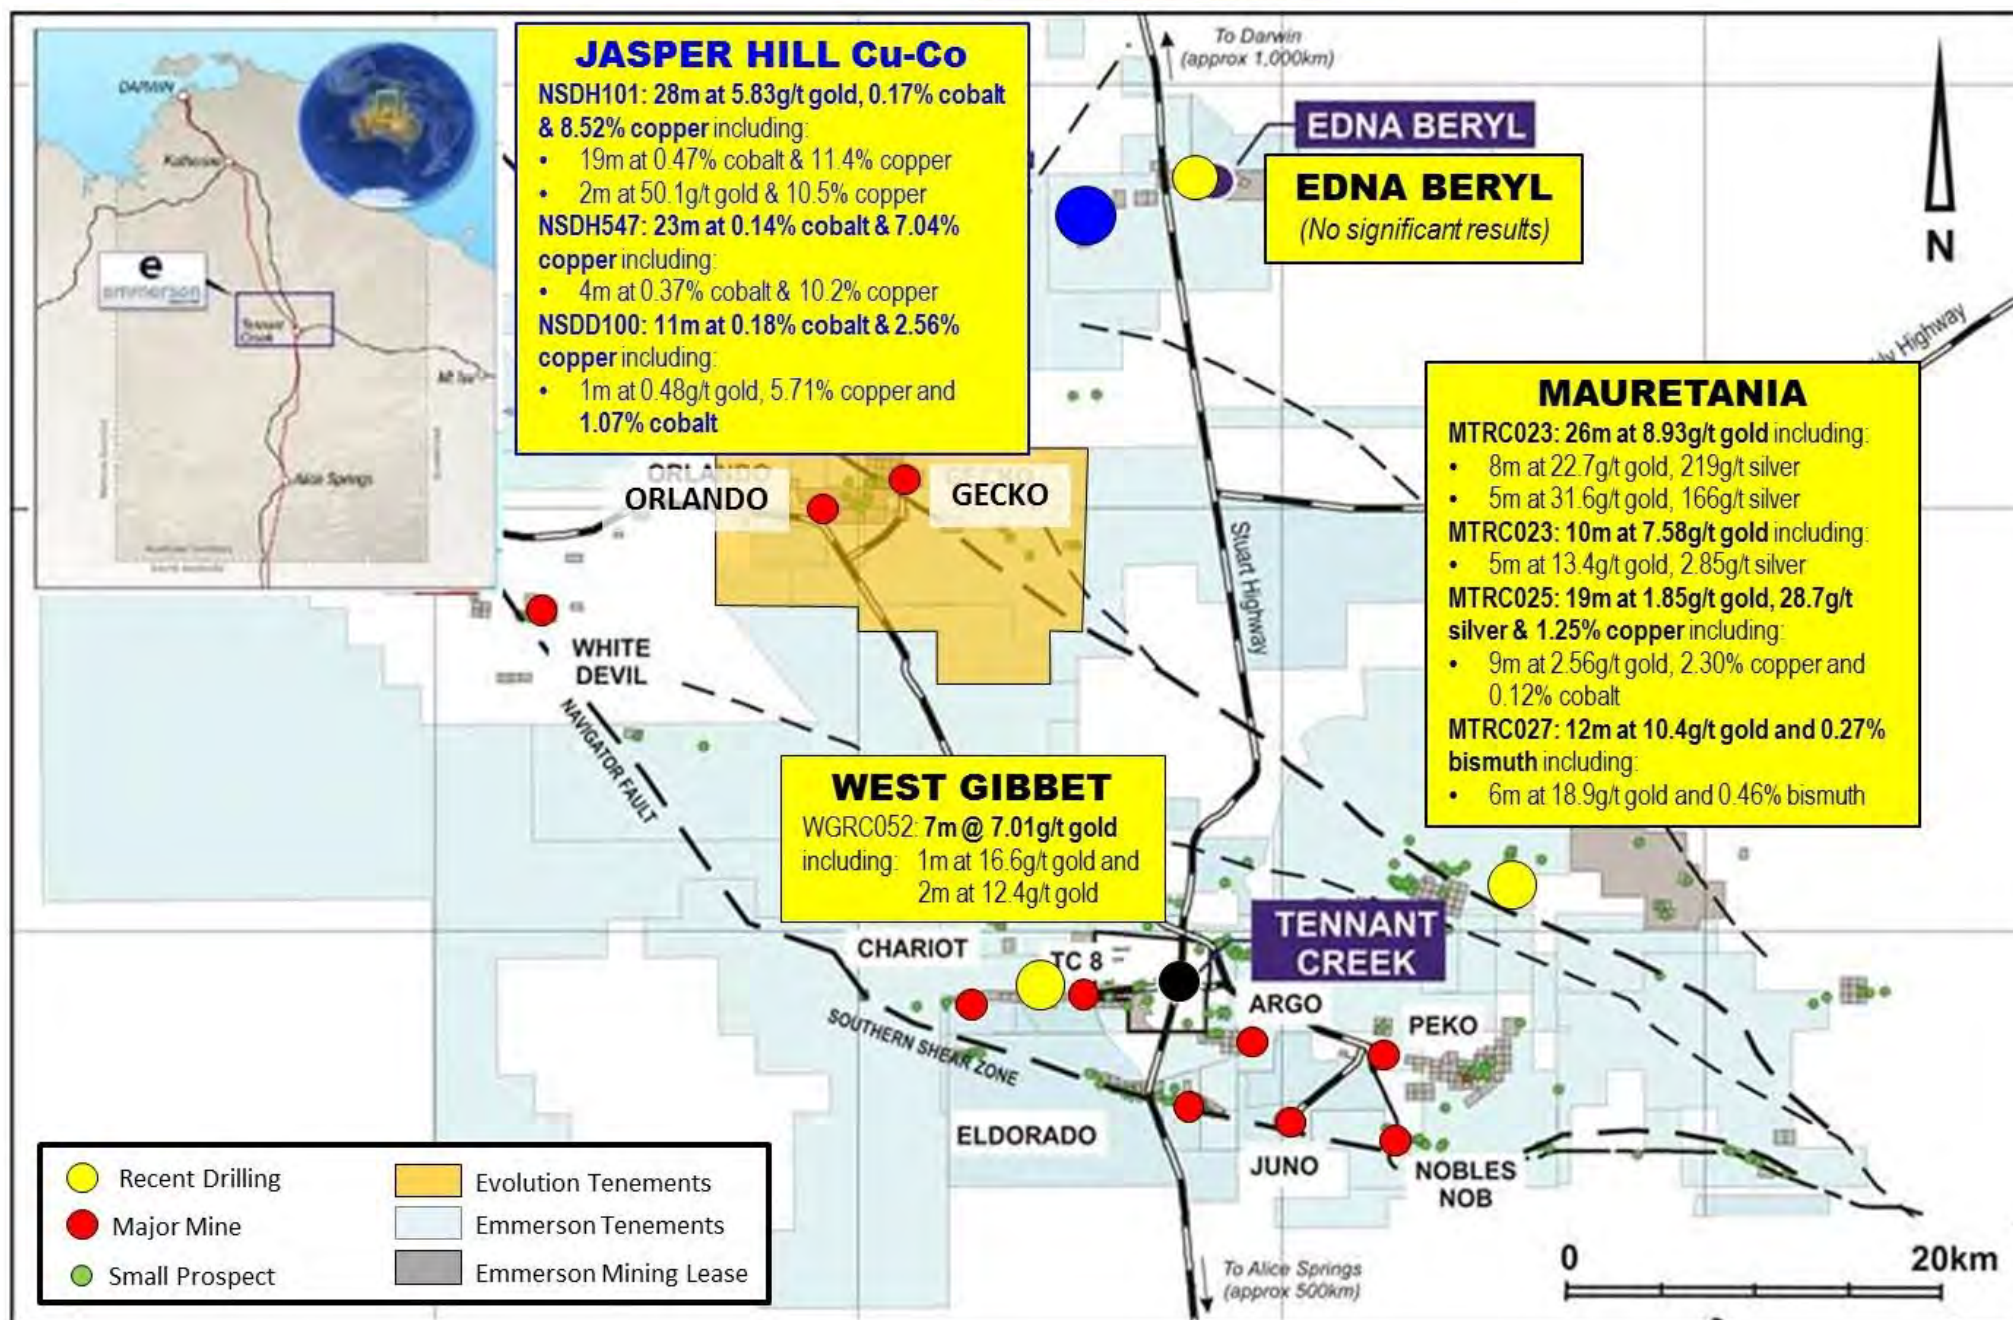 DARWIN
Katherine
e
emmerson
Tennant
Creek
Mt Isa
Alice Springs
JASPER HILL Cu-Co
NSDH101: 28m at 5.83g/t gold, 0.17% cobalt
& 8.52% copper including:
• 19m at 0.47% cobalt & 11.4% copper
• 2m at 50.1g/t gold & 10.5% copper
NSDH547: 23m at 0.14% cobalt & 7.04%
copper including:
• 4m at 0.37% cobalt & 10.2% copper
NSDD100: 11m at 0.18% cobalt & 2.56%
copper including:
• 1m at 0.48g/t gold, 5.71% copper and
1.07% cobalt
To Darwin
(approx 1,000km)
EDNA BERYL
EDNA BERYL
(No significant results)
N
Highway
MAURETANIA
MTRC023: 26m at 8.93g/t gold including:
• 8m at 22.7g/t gold, 219g/t silver
• 5m at 31.6g/t gold, 166g/t silver
MTRC023: 10m at 7.58g/t gold including:
• 5m at 13.4g/t gold, 2.85g/t silver
MTRC025: 19m at 1.85g/t gold, 28.7g/t
silver & 1.25% copper including:
• 9m at 2.56g/t gold, 2.30% copper and
0.12% cobalt
MTRC027: 12m at 10.4g/t gold and 0.27%
bismuth including:
• 6m at 18.9g/t gold and 0.46% bismuth
ORLANDO
ORLANDO
GECKO
Stuart Highway
WHITE
DEVIL
NAVIGATOR FAULT
WEST GIBBET
WGRC052: 7m @ 7.01g/t gold
including: 1m at 16.6g/t gold and
2m at 12.4g/t gold
CHARIOT
TC 8
TENNANT
CREEK
ARGO
PEKO
SOUTHERN SHEAR ZONE
ELDORADO
JUNO
NOBLES
NOB
To Alice Springs
(approx 500km)
0 20km
Recent Drilling
Major Mine
Small Prospect
Evolution Tenements
Emmerson Tenements
Emmerson Mining Lease